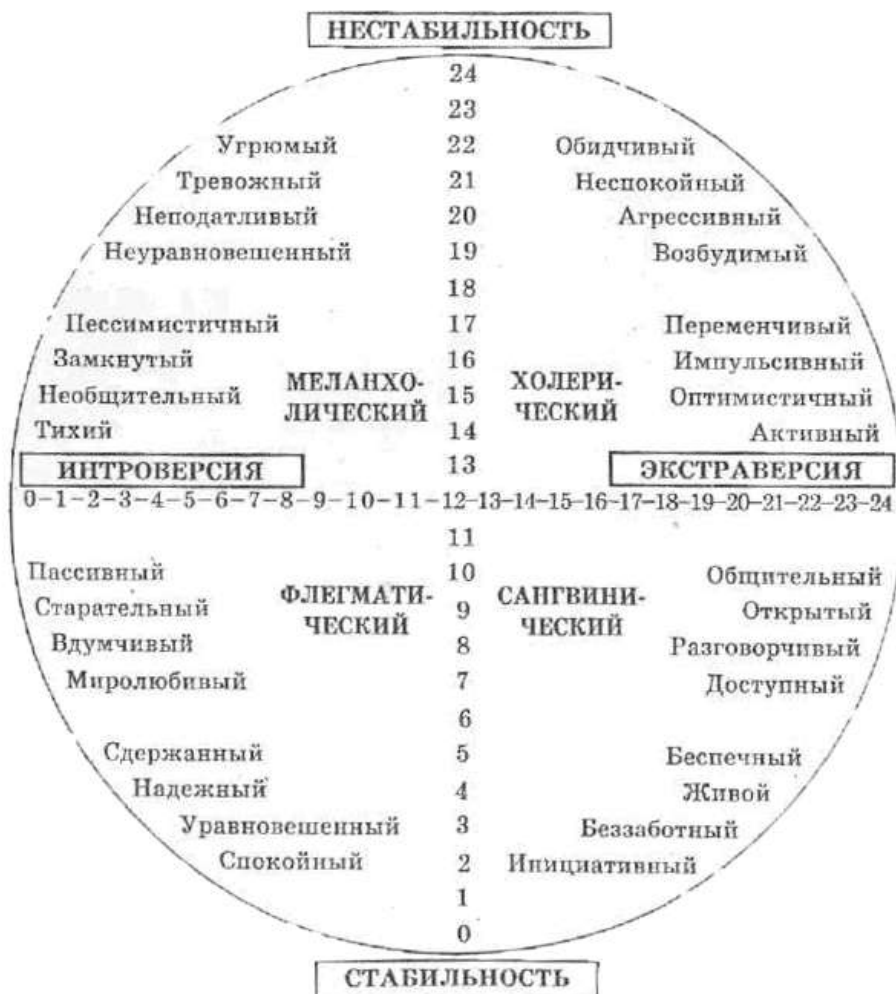 НЕСТАБИЛЬНОСТЬ
24
23
Угрюмый 22 Обидчивый
Тревожный 21 Неспокойный
Неподатливый 20 Агрессивный
Неуравновешенный 19 Возбудимый
18
Пессимистичный 17 Переменчивый
Замкнутый 16 Импульсивный
МЕЛАНХО- ХОЛЕРИ-
Необщительный 15 Оптимистичный
ЛИЧЕСКИЙ ЧЕСКИЙ
Тихий 14 Активный
ИНТРОВЕРСИЯ 13 ЭКСТРАВЕРСИЯ
0–1–2–3–4–5–6–7–8–9–10–11–12–13–14–15–16–17–18–19–20–21–22–23–24
11
Пассивный 10 Общительный
ФЛЕГМАТИ- САНГВИНИ-
Старательный 9 Открытый
ЧЕСКИЙ ЧЕСКИЙ
Вдумчивый 8 Разговорчивый
Миролюбивый 7 Доступный
6
Сдержанный 5 Беспечный
Надежный 4 Живой
Уравновешенный 3 Беззаботный
Спокойный 2 Инициативный
1
0
СТАБИЛЬНОСТЬ